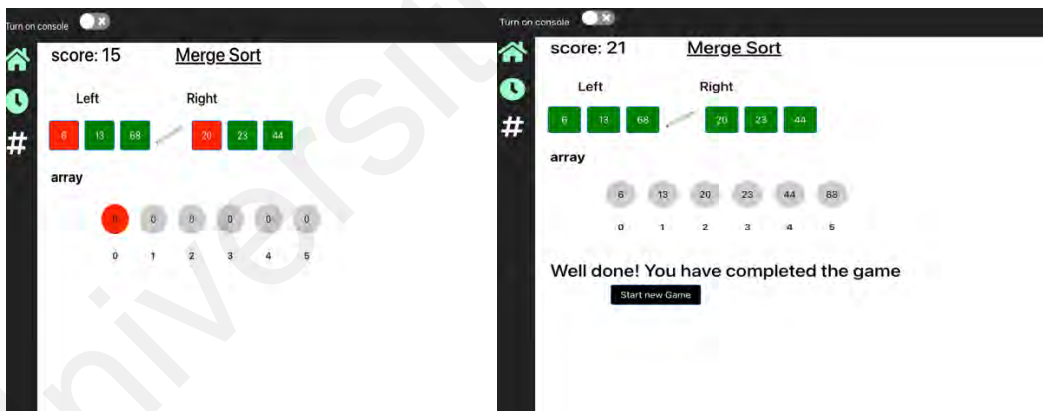 Turn on console
score: 15 Merge Sort
Left Right
6 13 68 20 23 44
array
0 0 0 0 0 0
0 1 2 3 4 5
Turn on console
score: 21 Merge Sort
Left Right
6 13 68 20 23 44
array
6 13 20 23 44 68
0 1 2 3 4 5
Well done! You have completed the game
Start new Game